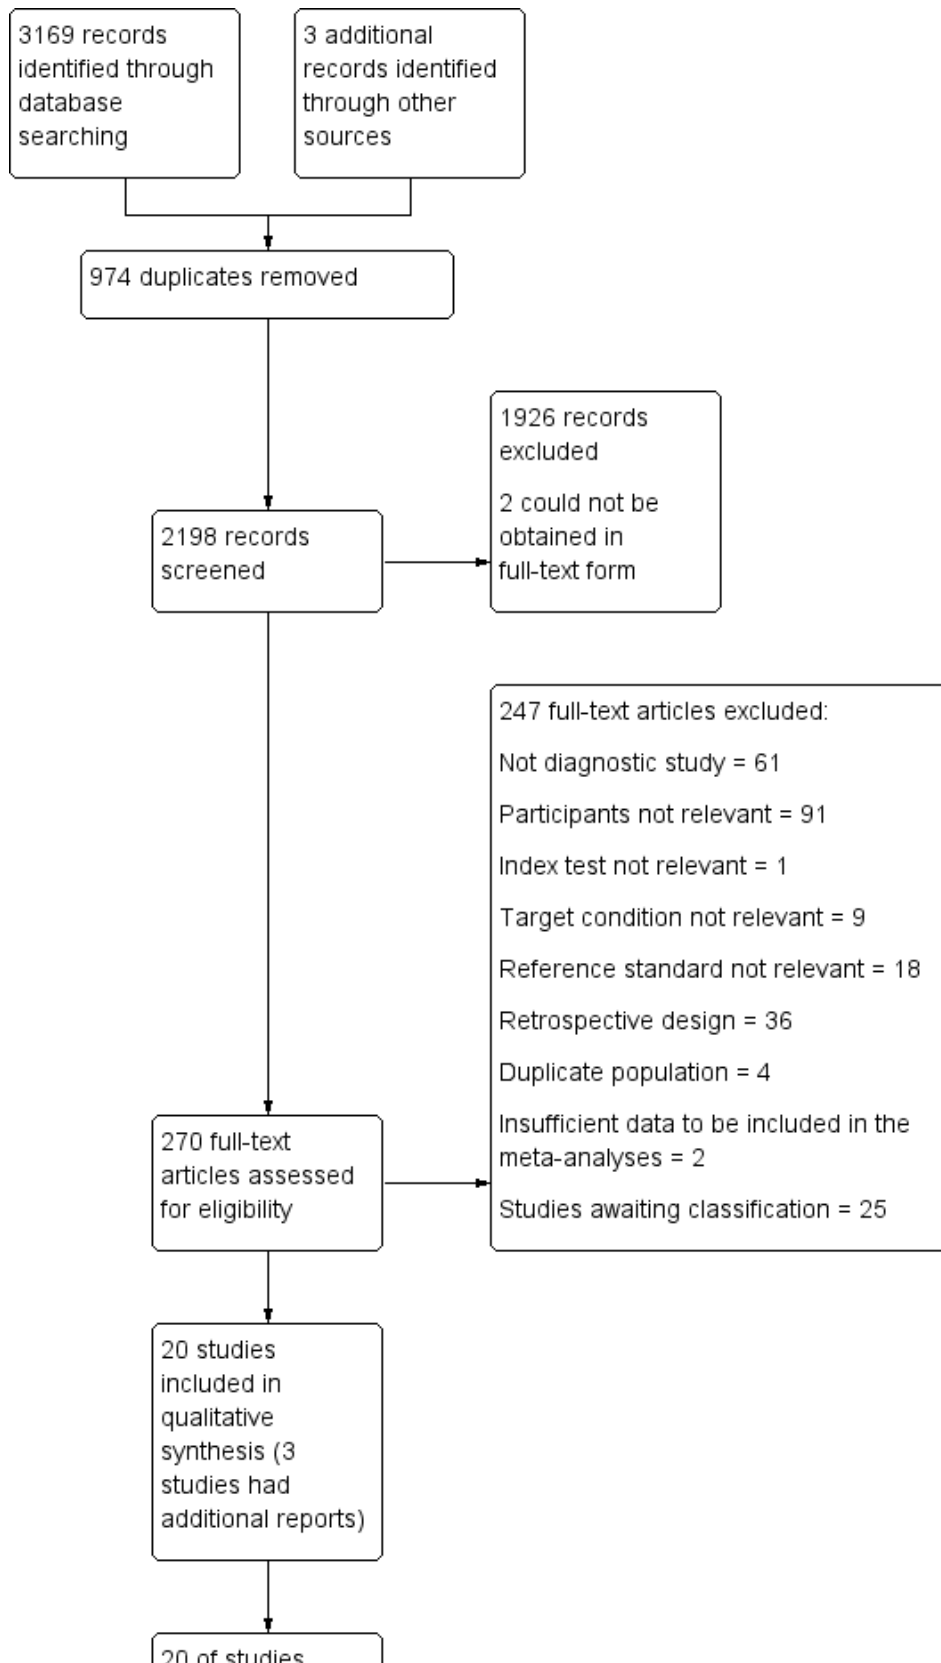 3169 records
identified through
database
searching
3 additional
records identified
through other
sources
974 duplicates removed
1926 records
excluded
2 could not be
obtained in
full-text form
2198 records
screened
247 full-text articles excluded:
Not diagnostic study = 61
Participants not relevant = 91
Index test not relevant = 1
Target condition not relevant = 9
Reference standard not relevant = 18
Retrospective design = 36
Duplicate population = 4
Insufficient data to be included in the
meta-analyses = 2
Studies awaiting classification = 25
270 full-text
articles assessed
for eligibility
20 studies
included in
qualitative
synthesis (3
studies had
additional reports)
20 of studies